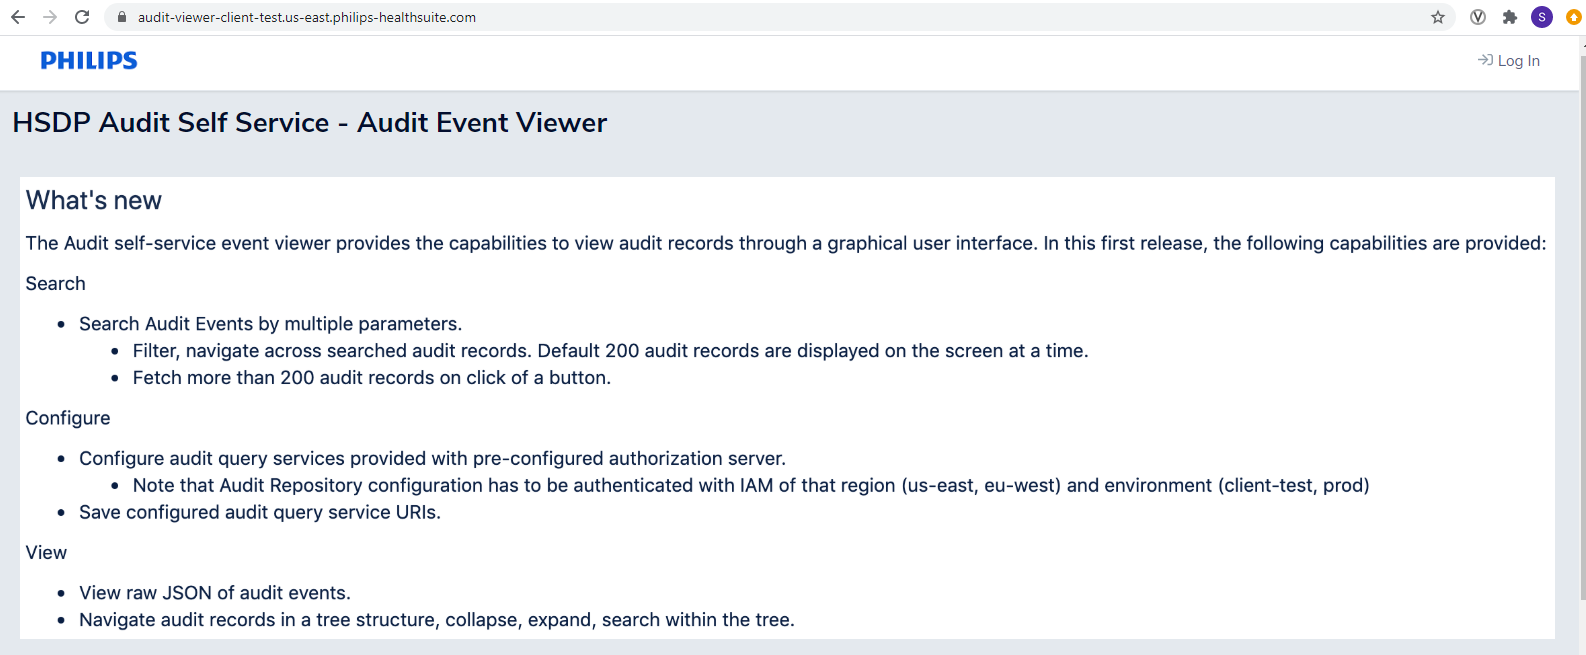 audit-viewer-client-test.us-east.philips-healthsuite.com
S
PHILIPS
Log In
HSDP Audit Self Service - Audit Event Viewer
What's new
The Audit self-service event viewer provides the capabilities to view audit records through a graphical user interface. In this first release, the following capabilities are provided:
Search
Search Audit Events by multiple parameters.
Filter, navigate across searched audit records. Default 200 audit records are displayed on the screen at a time.
Fetch more than 200 audit records on click of a button.
Configure
Configure audit query services provided with pre-configured authorization server.
Note that Audit Repository configuration has to be authenticated with IAM of that region (us-east, eu-west) and environment (client-test, prod)
Save configured audit query service URIs.
View
View raw JSON of audit events.
Navigate audit records in a tree structure, collapse, expand, search within the tree.